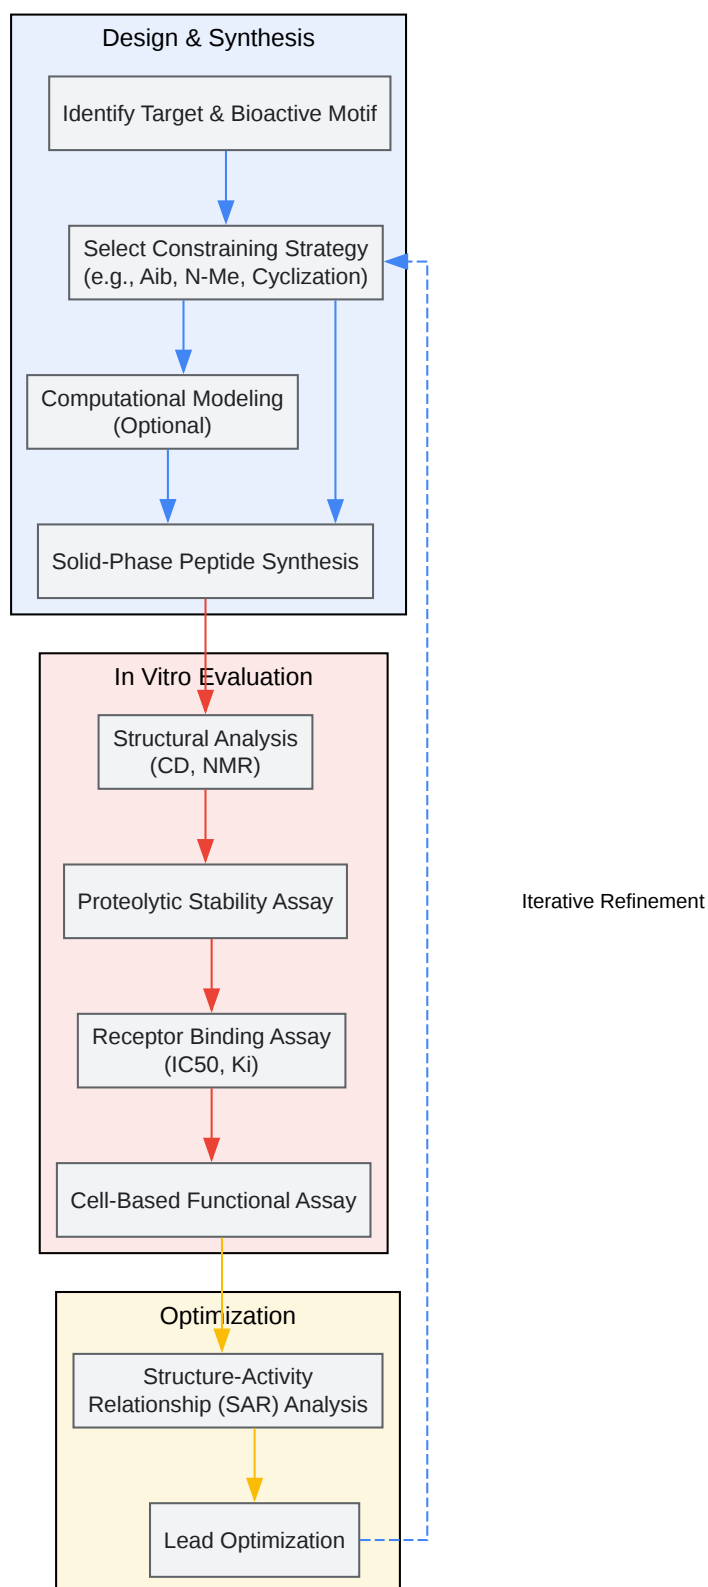 Design & Synthesis
Identify Target & Bioactive Motif
Select Constraining Strategy
(e.g., Aib, N-Me, Cyclization)
Computational Modeling
(Optional)
Solid-Phase Peptide Synthesis
In Vitro Evaluation
Structural Analysis
(CD, NMR)
Proteolytic Stability Assay
Iterative Refinement
Receptor Binding Assay
(IC50, Ki)
Cell-Based Functional Assay
Optimization
Structure-Activity
Relationship (SAR) Analysis
Lead Optimization